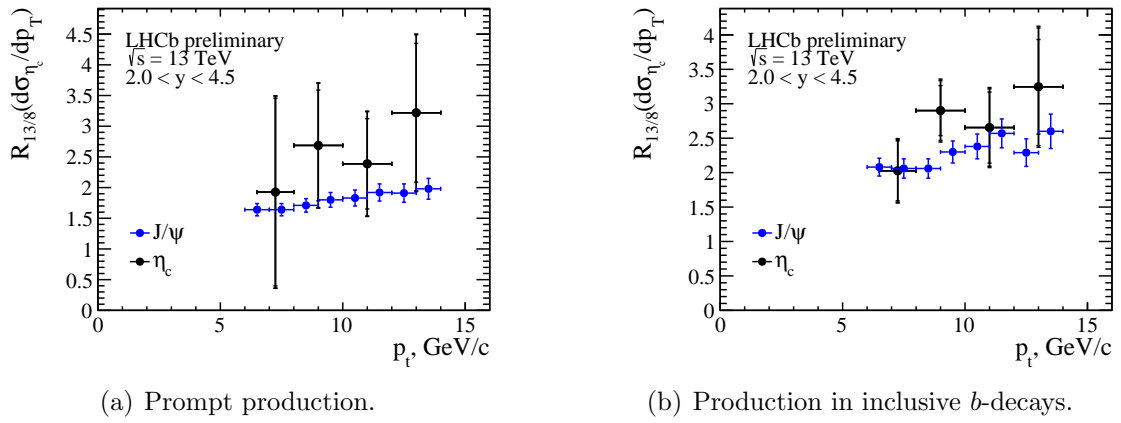 R13/8(dσηc/dpT)
4.5
4
3.5
3
2.5
2
1.5
1
0.5
0
LHCb preliminary
√s = 13 TeV
2.0 < y < 4.5
J/ψ
ηc
0 5 10 15
pt, GeV/c
(a) Prompt production.
R13/8(dσηc/dpT)
4
3.5
3
2.5
2
1.5
1
0.5
0
LHCb preliminary
√s = 13 TeV
2.0 < y < 4.5
J/ψ
ηc
0 5 10 15
pt, GeV/c
(b) Production in inclusive b-decays.